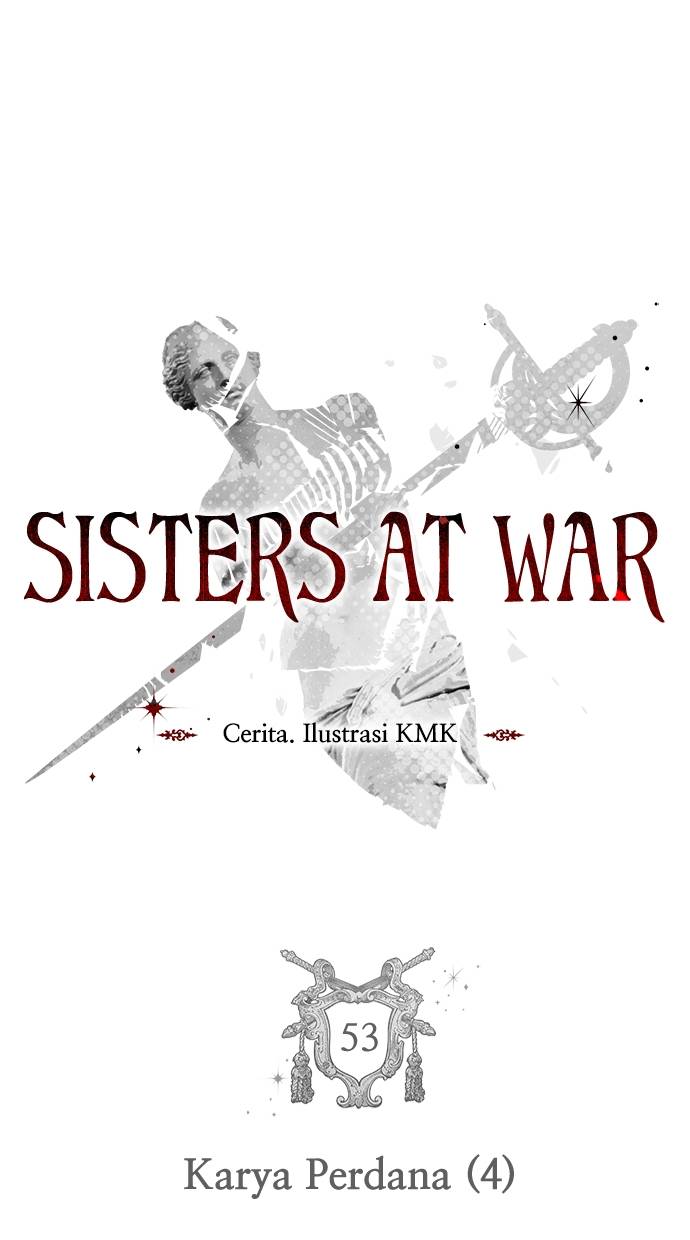 SISTERS AT WAR
Cerita. Ilustrasi KMK
53
Karya Perdana (4)